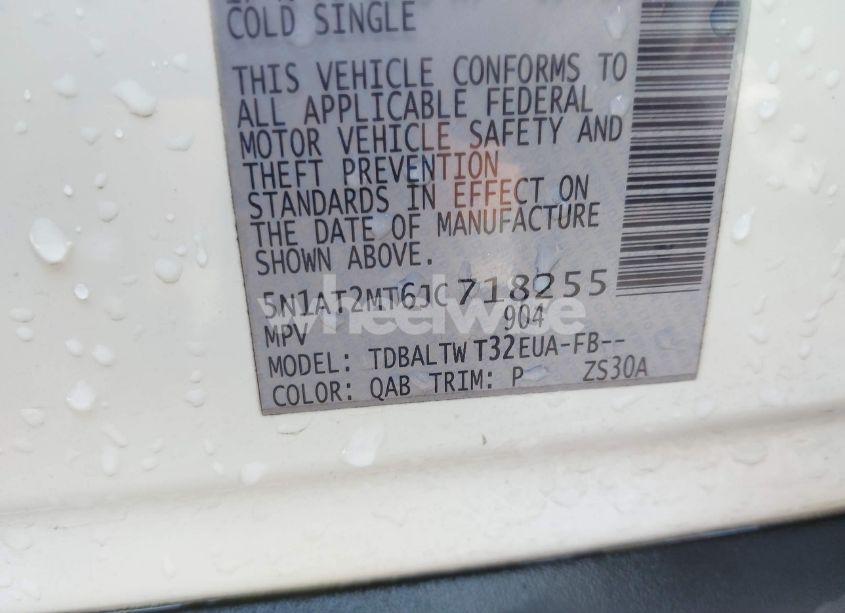 COLD SINGLE
THIS VEHICLE CONFORMS TO
ALL APPLICABLE FEDERAL
MOTOR VEHICLE SAFETY AND
THEFT PREVENTION
STANDARDS IN EFFECT ON
THE DATE OF MANUFACTURE
SHOWN ABOVE.
5N1AT2MT6JC718255
MPV 904
MODEL: TDBALTW T32EUA-FB--
COLOR: QAB TRIM: P ZS30A
wheelwise